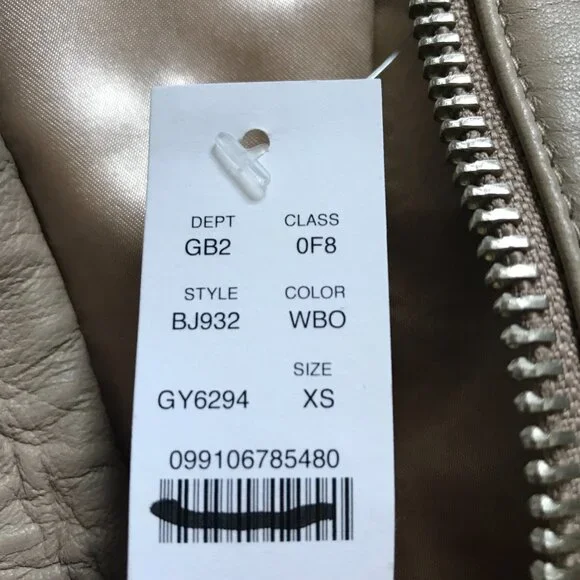 DEPT CLASS
GB2 0F8
STYLE COLOR
BJ932 WBO
SIZE
GY6294 XS
099106785480